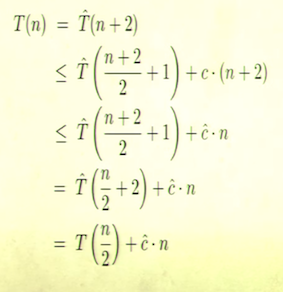 T(n) = T̂(n+2)
≤ T̂((n+2)/2 + 1) + c·(n+2)
≤ T̂((n+2)/2 + 1) + ĉ·n
= T̂(n/2 + 2) + ĉ·n
= T(n/2) + ĉ·n